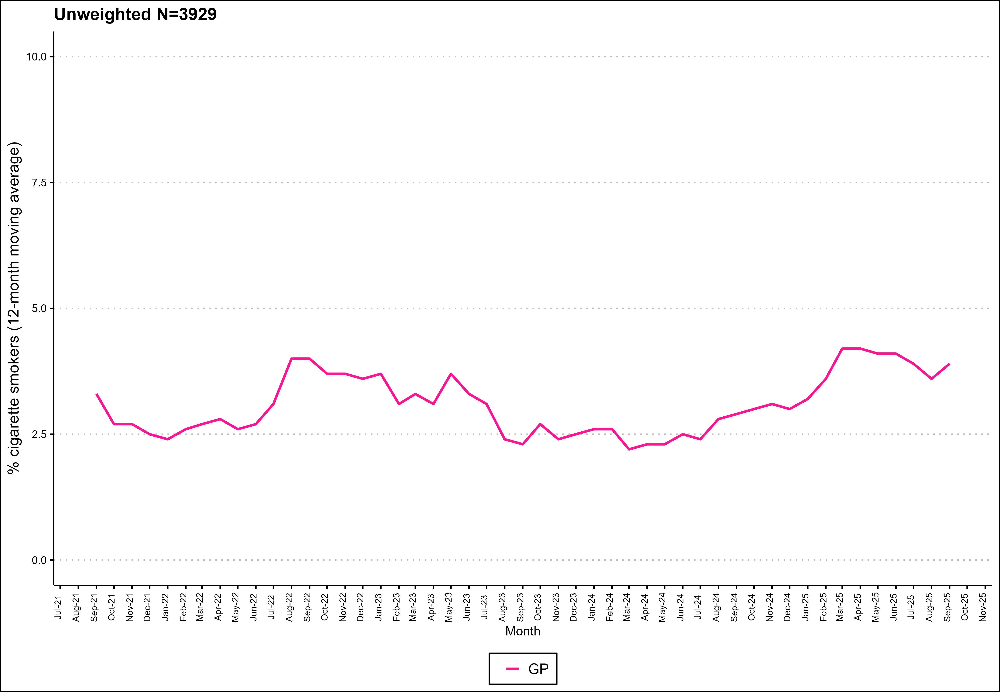 Unweighted N=3929
% cigarette smokers (12-month moving average)
10.0
7.5
5.0
2.5
0.0
Jul-21
Aug-21
Sep-21
Oct-21
Nov-21
Dec-21
Jan-22
Feb-22
Mar-22
Apr-22
May-22
Jun-22
Jul-22
Aug-22
Sep-22
Oct-22
Nov-22
Dec-22
Jan-23
Feb-23
Mar-23
Apr-23
May-23
Jun-23
Jul-23
Aug-23
Sep-23
Oct-23
Nov-23
Dec-23
Jan-24
Feb-24
Mar-24
Apr-24
May-24
Jun-24
Jul-24
Aug-24
Sep-24
Oct-24
Nov-24
Dec-24
Jan-25
Feb-25
Mar-25
Apr-25
May-25
Jun-25
Jul-25
Aug-25
Sep-25
Oct-25
Nov-25
Month
GP